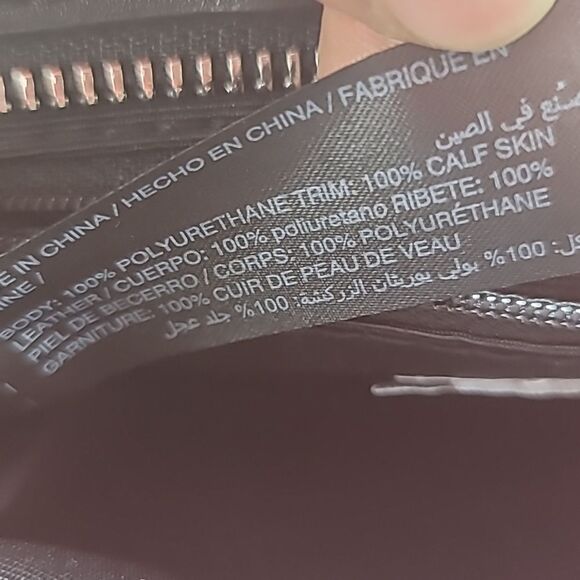 E IN CHINA / HECHO EN CHINA / FABRIQUE EN
INE / صنع في الصين
BODY: 100% POLYURETHANE TRIM: 100% CALF SKIN
LEATHER / CUERPO: 100% poliuretano RIBETE: 100%
PIEL DE BECERRO / CORPS: 100% POLYURÉTHANE
GARNITURE: 100% CUIR DE PEAU DE VEAU
100% بولي يوريثان الزركشة: 100% جلد عجل